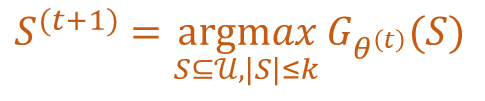 S^(t+1) = argmax G_θ^(t) (S)
S⊆𝒰,|S|≤k